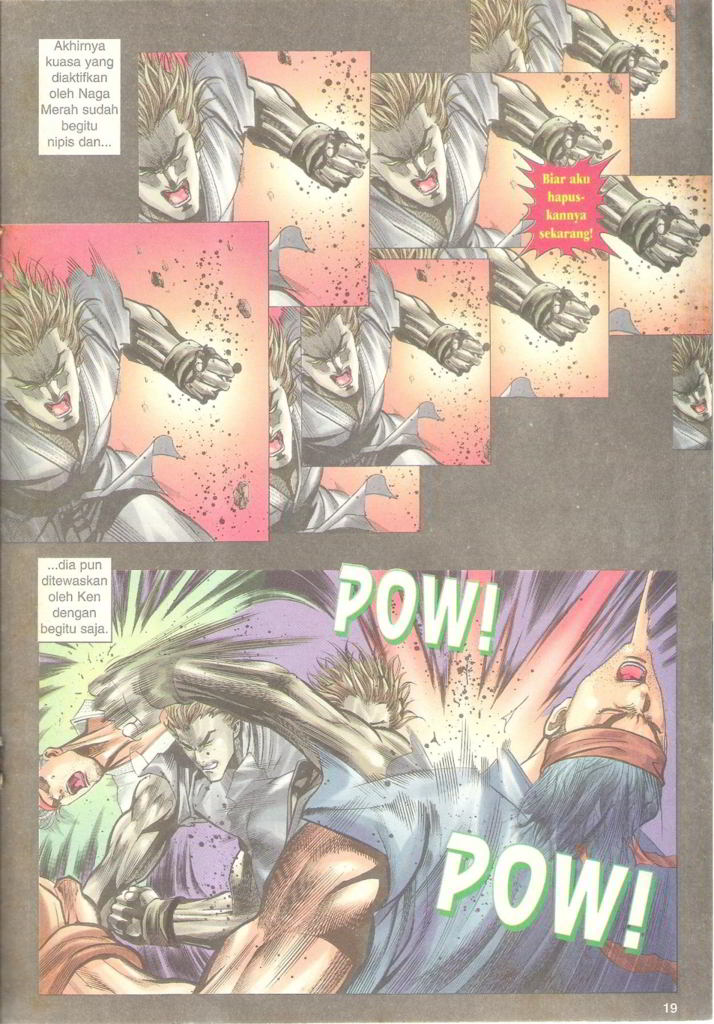 Akhirnya
kuasa yang
diaktifkan
oleh Naga
Merah sudah
begitu
nipis dan...
Biar aku
hapus-
kannya
sekarang!
...dia pun
ditewaskan
oleh Ken
dengan
begitu saja.
POW!
POW!
19